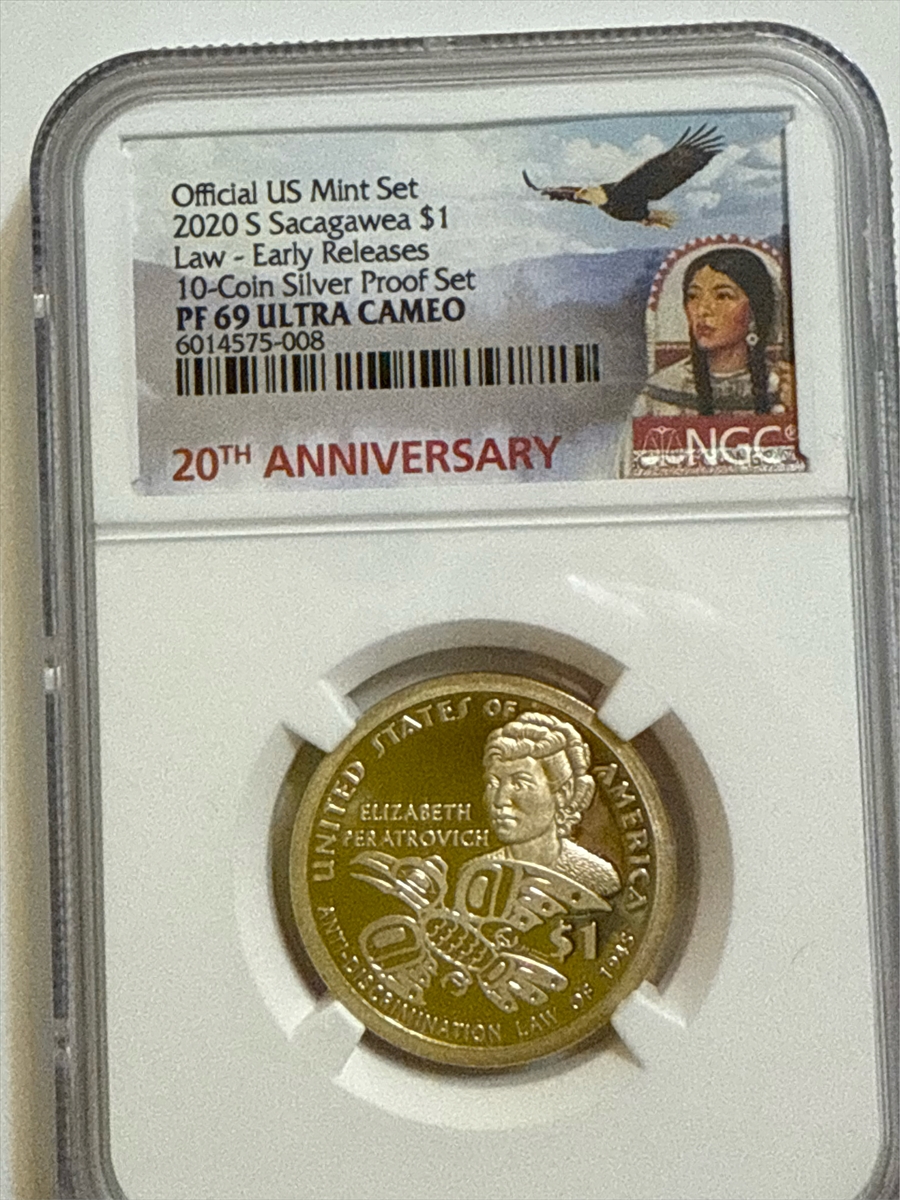 Official US Mint Set
2020 S Sacagawea $1
Law - Early Releases
10-Coin Silver Proof Set
PF 69 ULTRA CAMEO
6014575-008
20TH ANNIVERSARY
NGC®
UNITED STATES OF AMERICA
ELIZABETH
PERATROVICH
$1
ANTI-DISCRIMINATION LAW OF 1945